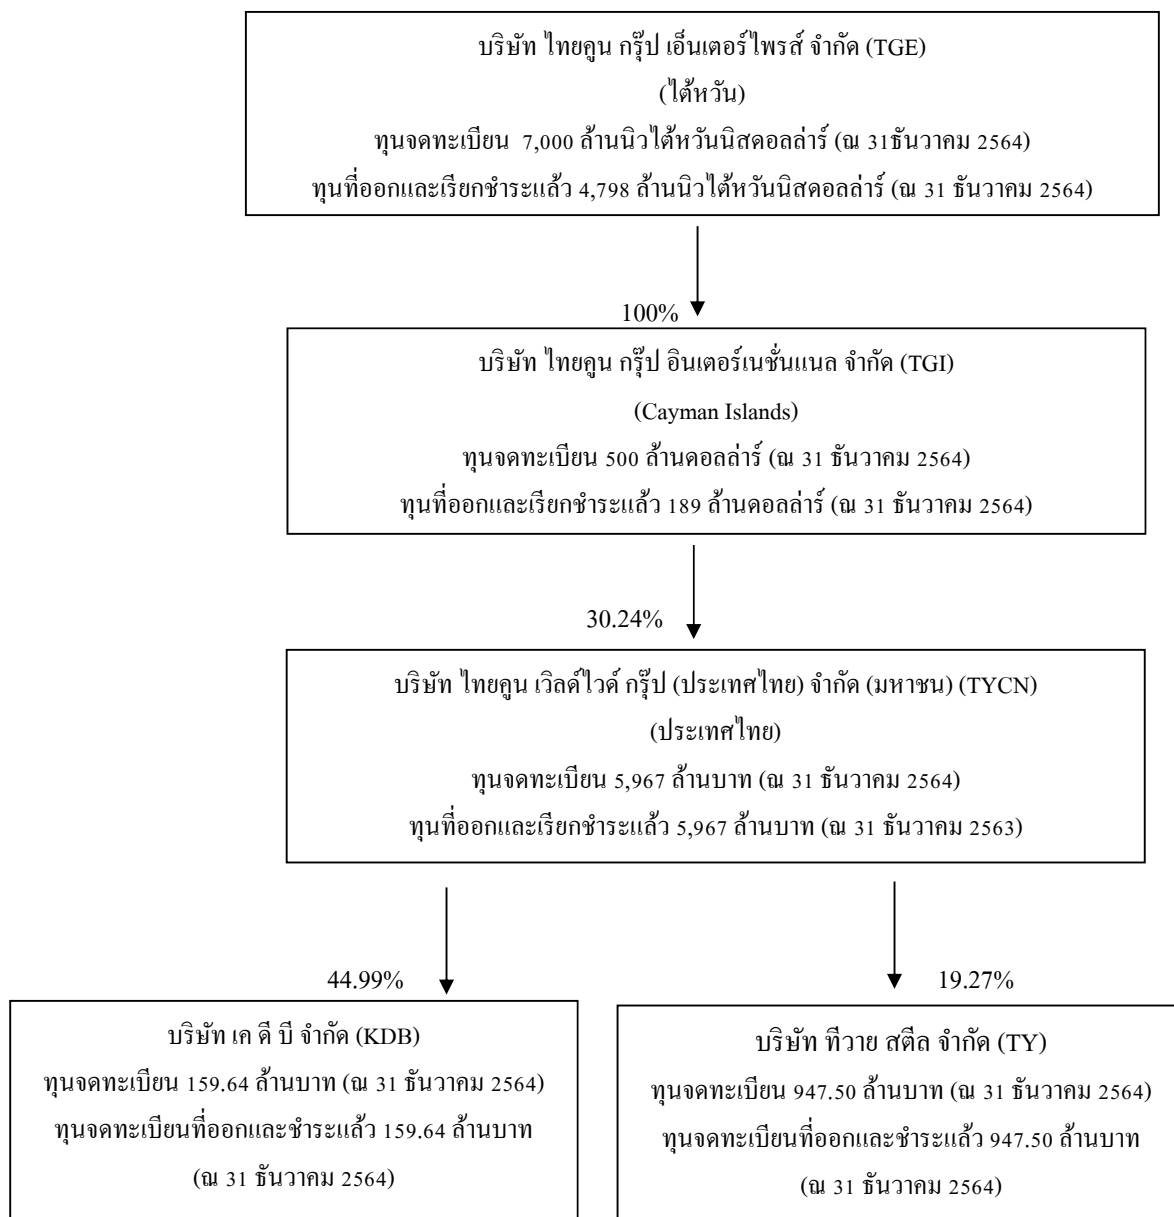 บริษัท ไทยคูน กรุ๊ป เอ็นเตอร์ไพรส์ จำกัด (TGE)
(ไต้หวัน)
ทุนจดทะเบียน 7,000 ล้านนิวไต้หวันนิสดอลล่าร์ (ณ 31ธันวาคม 2564)
ทุนที่ออกและเรียกชำระแล้ว 4,798 ล้านนิวไต้หวันนิสดอลล่าร์ (ณ 31 ธันวาคม 2564)
100%
บริษัท ไทยคูน กรุ๊ป อินเตอร์เนชั่นแนล จำกัด (TGI)
(Cayman Islands)
ทุนจดทะเบียน 500 ล้านดอลล่าร์ (ณ 31 ธันวาคม 2564)
ทุนที่ออกและเรียกชำระแล้ว 189 ล้านดอลล่าร์ (ณ 31 ธันวาคม 2564)
30.24%
บริษัท ไทยคูน เวิลด์ไวด์ กรุ๊ป (ประเทศไทย) จำกัด (มหาชน) (TYCN)
(ประเทศไทย)
ทุนจดทะเบียน 5,967 ล้านบาท (ณ 31 ธันวาคม 2564)
ทุนที่ออกและเรียกชำระแล้ว 5,967 ล้านบาท (ณ 31 ธันวาคม 2563)
44.99%
บริษัท เค ดี บี จำกัด (KDB)
ทุนจดทะเบียน 159.64 ล้านบาท (ณ 31 ธันวาคม 2564)
ทุนจดทะเบียนที่ออกและชำระแล้ว 159.64 ล้านบาท
(ณ 31 ธันวาคม 2564)
19.27%
บริษัท ทีวาย สตีล จำกัด (TY)
ทุนจดทะเบียน 947.50 ล้านบาท (ณ 31 ธันวาคม 2564)
ทุนจดทะเบียนที่ออกและชำระแล้ว 947.50 ล้านบาท
(ณ 31 ธันวาคม 2564)